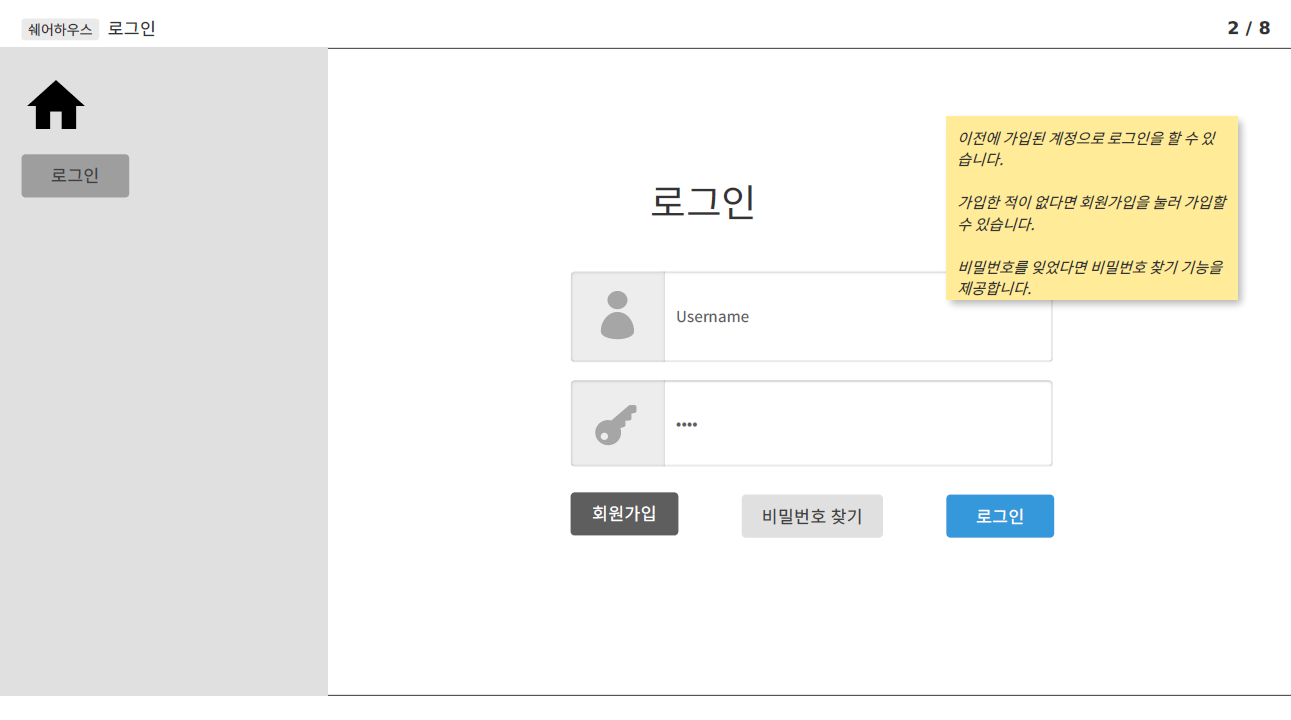 쉐어하우스 로그인
2 / 8
로그인
로그인
이전에 가입된 계정으로 로그인을 할 수 있
습니다.
가입한 적이 없다면 회원가입을 눌러 가입할
수 있습니다.
비밀번호를 잊었다면 비밀번호 찾기 기능을
제공합니다.
Username
••••
회원가입 비밀번호 찾기 로그인